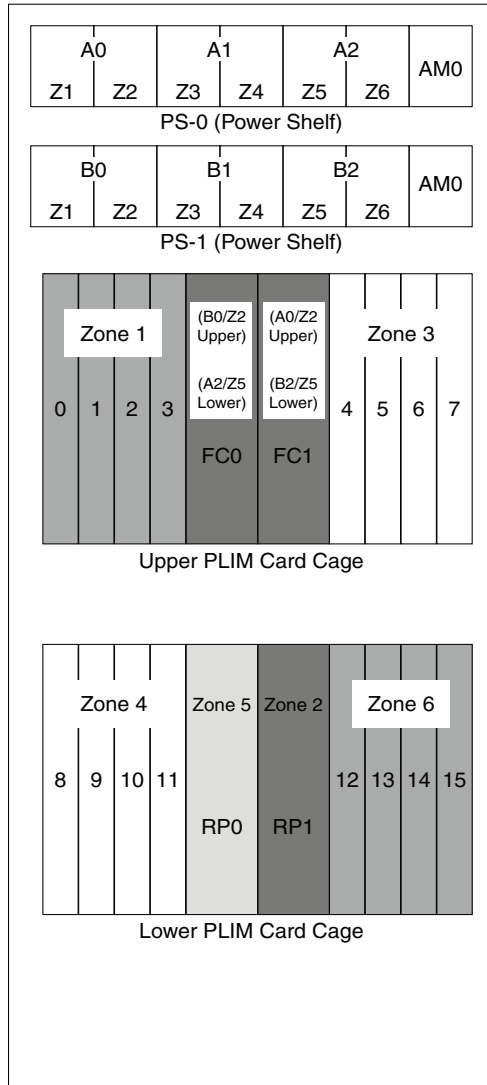 A0 A1 A2 AM0
Z1 Z2 Z3 Z4 Z5 Z6
PS-0 (Power Shelf)
B0 B1 B2 AM0
Z1 Z2 Z3 Z4 Z5 Z6
PS-1 (Power Shelf)
Zone 1
(B0/Z2
Upper)
(A2/Z5
Lower)
(A0/Z2
Upper)
(B2/Z5
Lower)
Zone 3
0 1 2 3 4 5 6 7
FC0 FC1
Upper PLIM Card Cage
Zone 4 Zone 5 Zone 2 Zone 6
8 9 10 11 12 13 14 15
RP0 RP1
Lower PLIM Card Cage